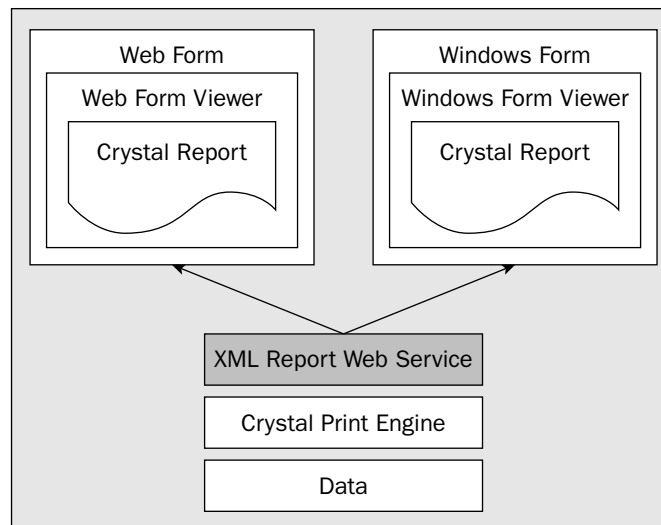 Web Form
Web Form Viewer
Crystal Report
Windows Form
Windows Form Viewer
Crystal Report
XML Report Web Service
Crystal Print Engine
Data